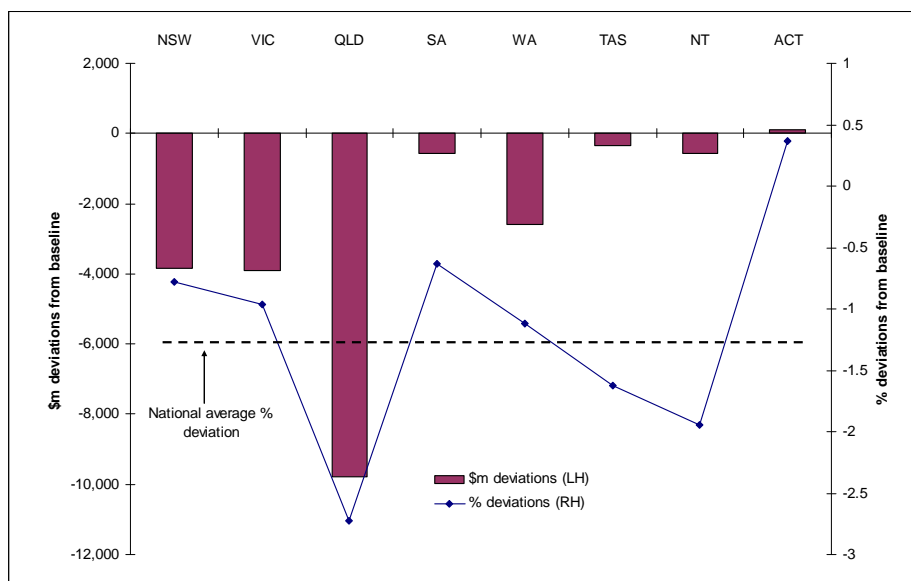 NSW VIC QLD SA WA TAS NT ACT
2,000
0
-2,000
-4,000
-6,000
-8,000
-10,000
-12,000
$m deviations from baseline
1
0.5
0
-0.5
-1
-1.5
-2
-2.5
-3
% deviations from baseline
National average %
deviation
$m deviations (LH)
% deviations (RH)